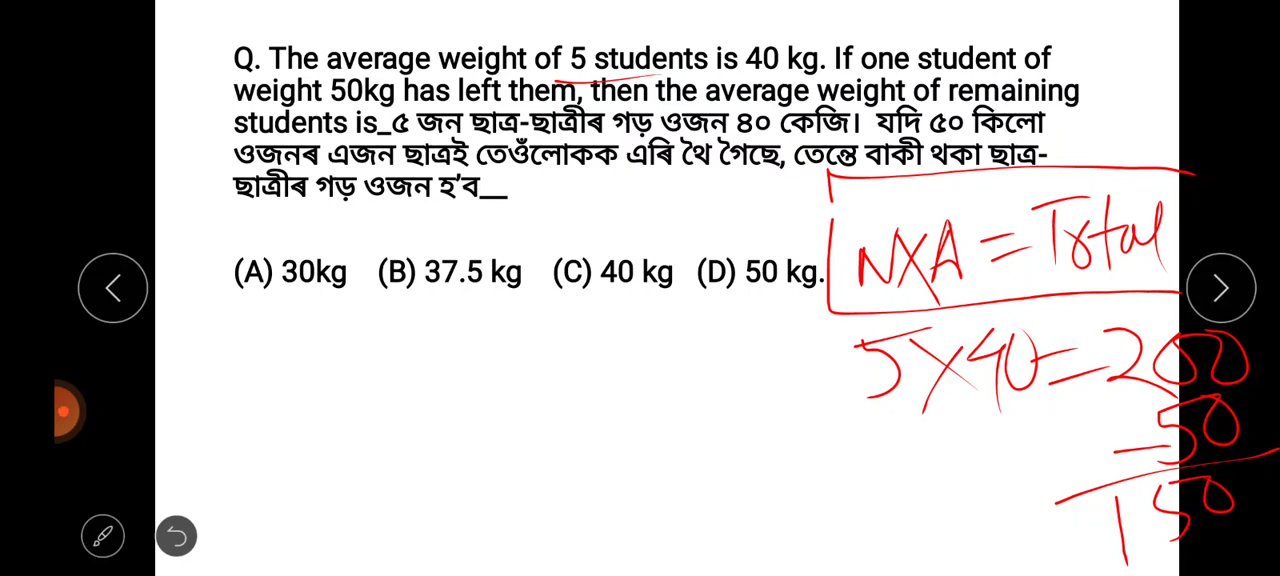 Q. The average weight of 5 students is 40 kg. If one student of
weight 50kg has left them, then the average weight of remaining
students is_৫ জন ছাত্ৰ-ছাত্ৰীৰ গড় ওজন ৪০ কেজি। যদি ৫০ কিলো
ওজনৰ এজন ছাত্ৰই তেওঁলোকক এৰি থৈ গৈছে, তেন্তে বাকী থকা ছাত্ৰ-
ছাত্ৰীৰ গড় ওজন হ'ব__
NXA = Total
(A) 30kg (B) 37.5 kg (C) 40 kg (D) 50 kg.
5X40=200
-50
150